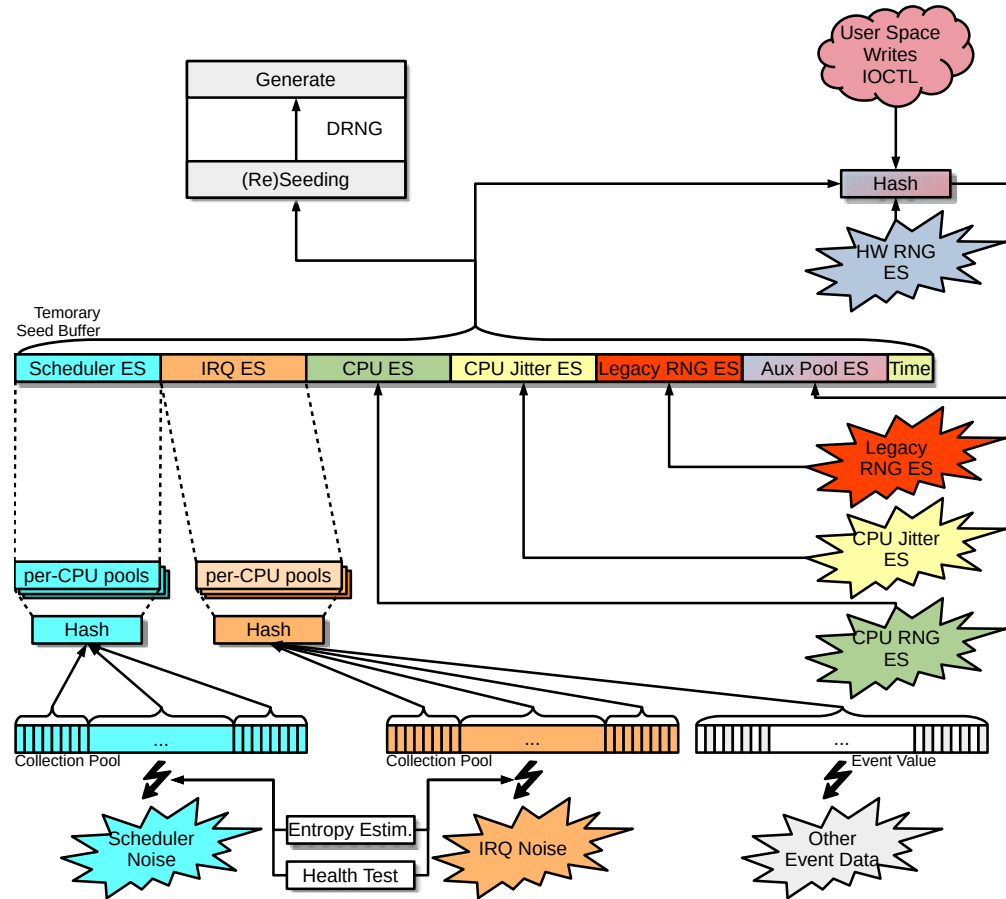 User Space
Writes
IOCTL
Generate
DRNG
(Re)Seeding
Hash
HW RNG
ES
Temorary
Seed Buffer
Scheduler ES
IRQ ES
CPU ES
CPU Jitter ES
Legacy RNG ES
Aux Pool ES
Time
Legacy
RNG ES
CPU Jitter
ES
per-CPU pools
per-CPU pools
Hash
Hash
CPU RNG
ES
...
...
...
Collection Pool
Collection Pool
Event Value
Scheduler
Noise
Entropy Estim.
Health Test
IRQ Noise
Other
Event Data